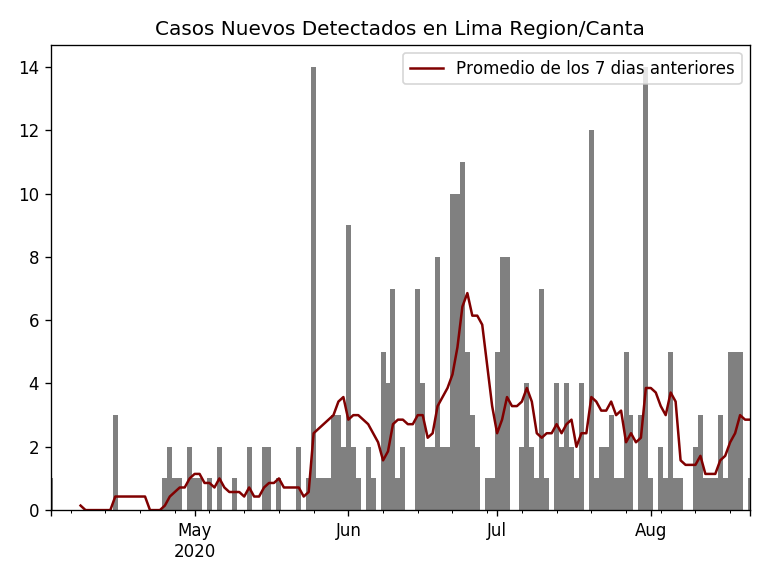 Casos Nuevos Detectados en Lima Region/Canta
Promedio de los 7 dias anteriores
14
12
10
8
6
4
2
0
May
2020
Jun
Jul
Aug